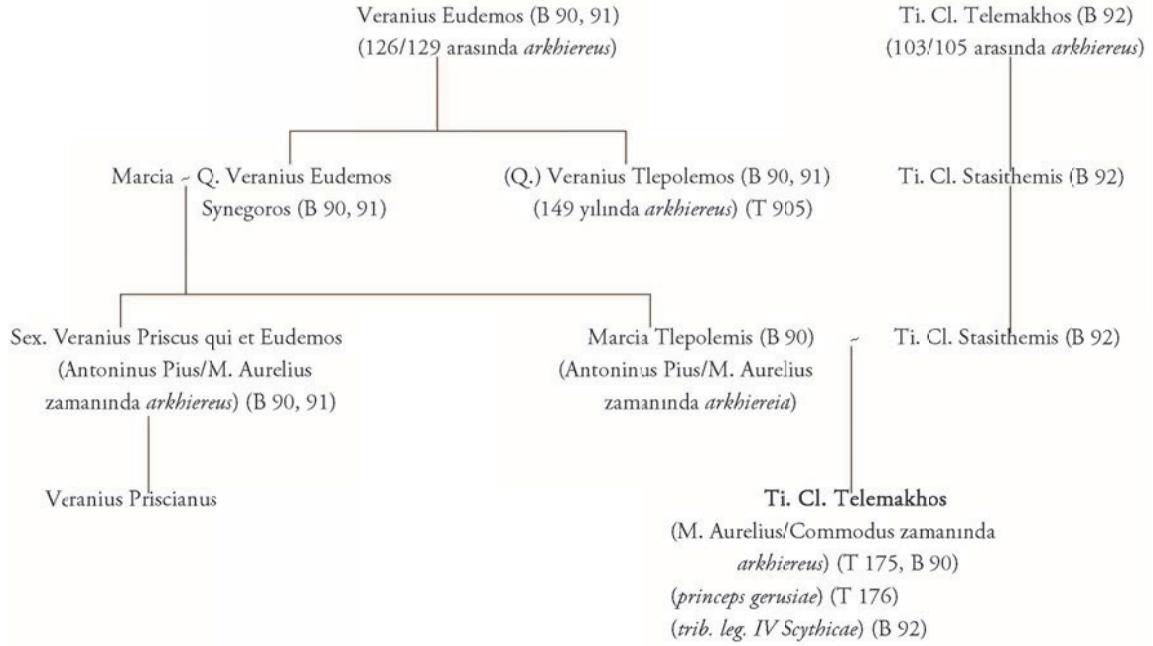 Veranius Eudemos (B 90, 91)
(126/129 arasında arkhiereus)
Ti. Cl. Telemakhos (B 92)
(103/105 arasında arkhiereus)
Marcia ~ Q. Veranius Eudemos
Synegoros (B 90, 91)
(Q.) Veranius Tlepolemos (B 90, 91)
(149 yılında arkhiereus) (T 905)
Ti. Cl. Stasithemis (B 92)
Sex. Veranius Priscus qui et Eudemos
(Antoninus Pius/M. Aurelius
zamanında arkhiereus) (B 90, 91)
Marcia Tlepolemis (B 90)
(Antoninus Pius/M. Aurelius
zamanında arkhiereia)
~
Ti. Cl. Stasithemis (B 92)
Veranius Priscianus
Ti. Cl. Telemakhos
(M. Aurelius/Commodus zamanında
arkhiereus) (T 175, B 90)
(princeps gerusiae) (T 176)
(trib. leg. IV Scythicae) (B 92)